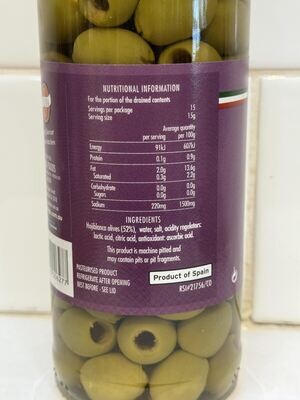 NUTRITIONAL INFORMATION
For the portion of the drained contents
Servings per package 15
Serving size 15g
Average quantity
per serving per 100g
Energy 91kJ 607kJ
Protein 0.1g 0.9g
Fat 2.0g 13.6g
Saturated 0.3g 2.2g
Carbohydrate 0.0g 0.0g
Sugars 0.0g 0.0g
Sodium 220mg 1500mg
INGREDIENTS
Hojiblanca olives (52%), water, salt, acidity regulators:
lactic acid, citric acid, antioxidant: ascorbic acid.
This product is machine pitted and
may contain pits or pit fragments.
PASTEURISED PRODUCT
REFRIGERATE AFTER OPENING
BEST BEFORE - SEE LID
Product of Spain
RSI#21756/CO